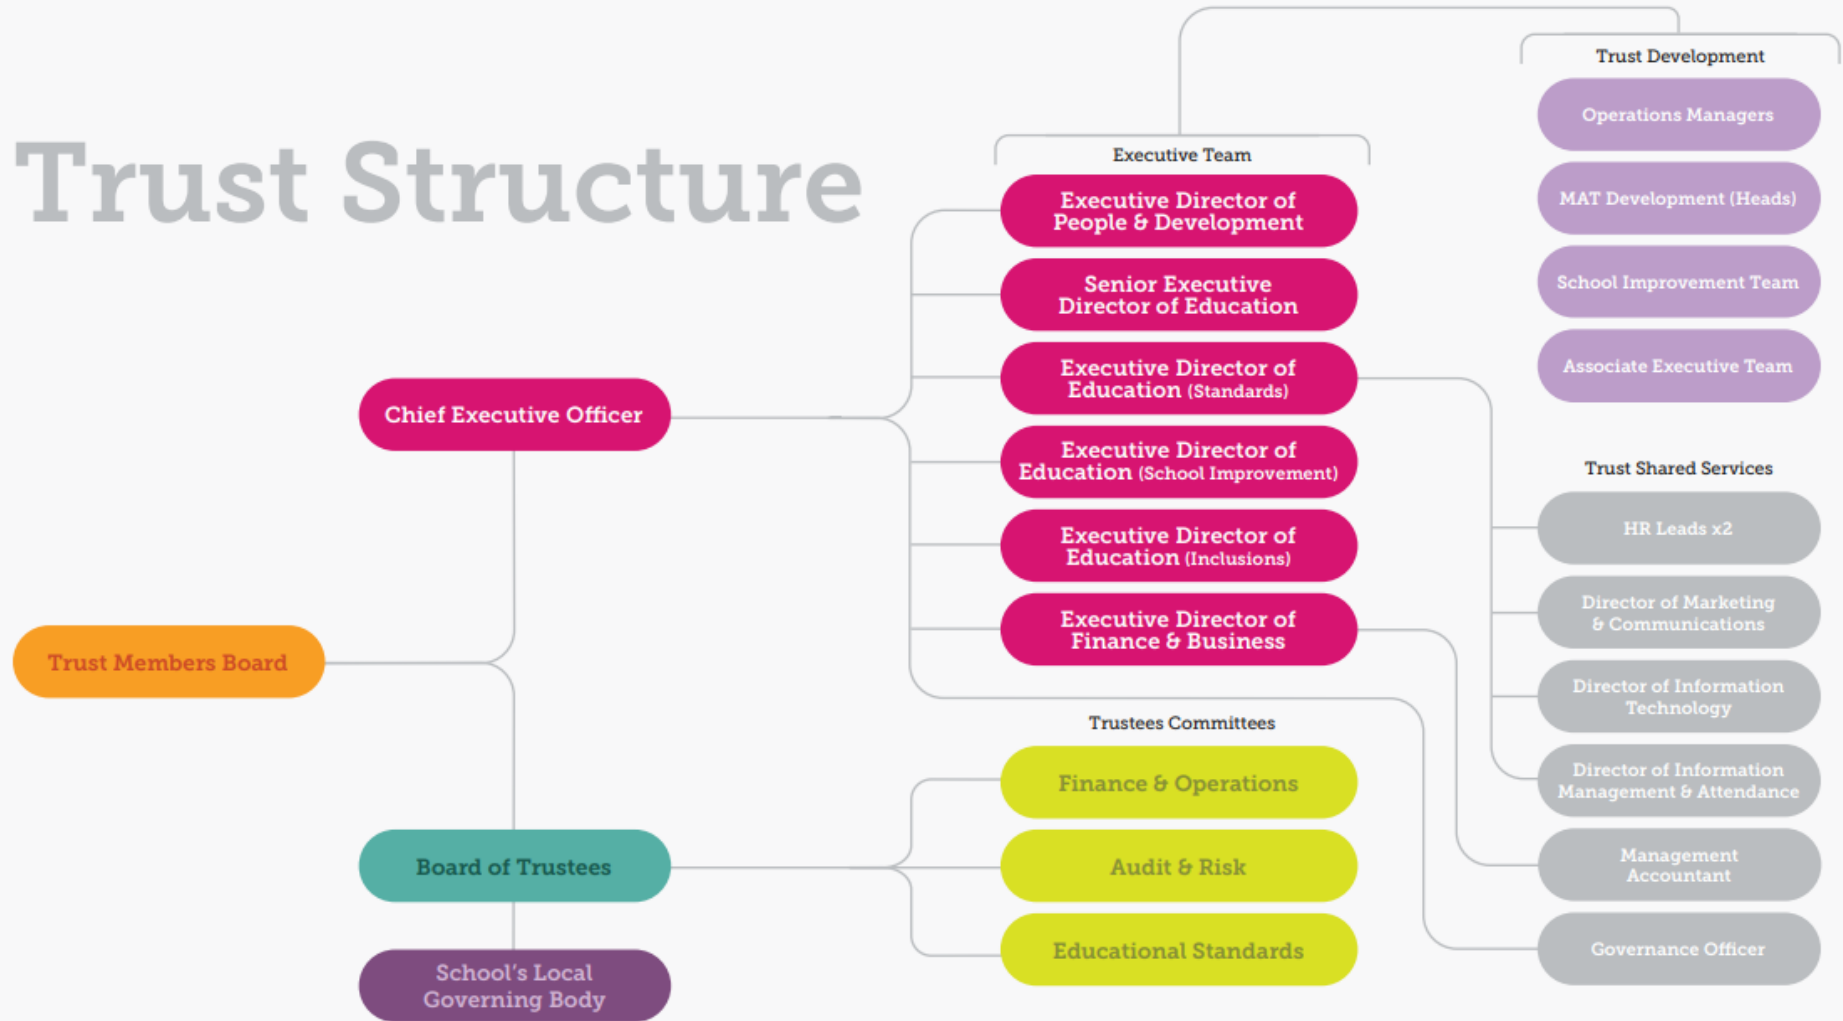 Trust Structure
Trust Members Board
Chief Executive Officer
Board of Trustees
School's Local
Governing Body
Executive Team
Executive Director of
People & Development
Senior Executive
Director of Education
Executive Director of
Education (Standards)
Executive Director of
Education (School Improvement)
Executive Director of
Education (Inclusions)
Executive Director of
Finance & Business
Trustees Committees
Finance & Operations
Audit & Risk
Educational Standards
Trust Development
Operations Managers
MAT Development (Heads)
School Improvement Team
Associate Executive Team
Trust Shared Services
HR Leads x2
Director of Marketing
& Communications
Director of Information
Technology
Director of Information
Management & Attendance
Management
Accountant
Governance Officer